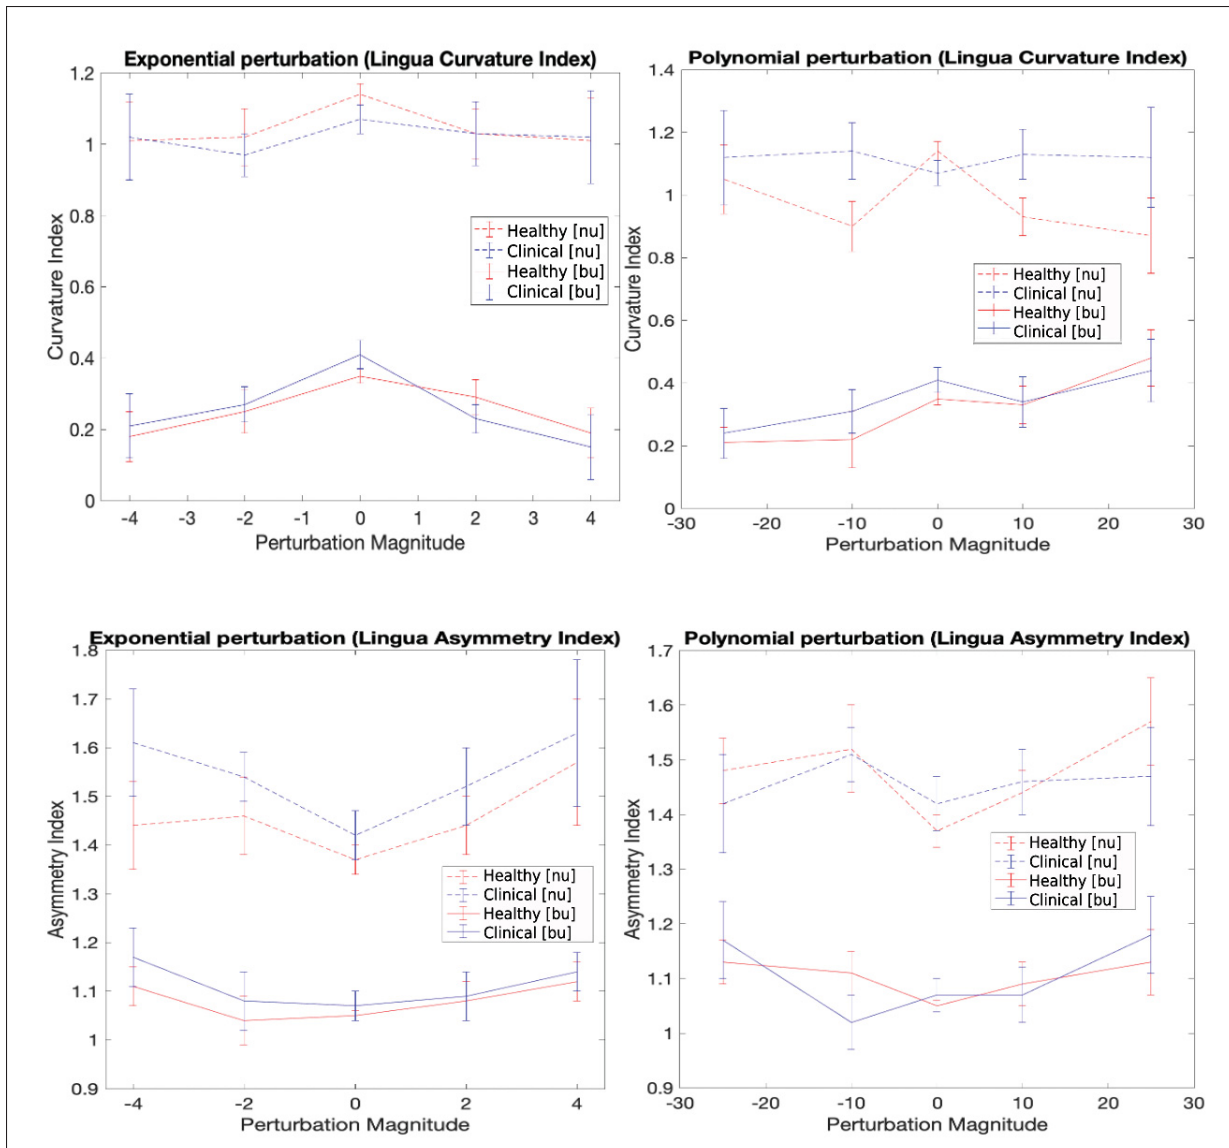 Exponential perturbation (Lingua Curvature Index)
1.2
1
0.8
0.6
0.4
0.2
0
Curvature Index
Healthy [nu]
Clinical [nu]
Healthy [bu]
Clinical [bu]
-4 -3 -2 -1 0 1 2 3 4
Perturbation Magnitude
Polynomial perturbation (Lingua Curvature Index)
1.4
1.2
1
0.8
0.6
0.4
0.2
0
Curvature Index
Healthy [nu]
Clinical [nu]
Healthy [bu]
Clinical [bu]
-30 -20 -10 0 10 20 30
Perturbation Magnitude
Exponential perturbation (Lingua Asymmetry Index)
1.8
1.7
1.6
1.5
1.4
1.3
1.2
1.1
1
0.9
Asymmetry Index
Healthy [nu]
Clinical [nu]
Healthy [bu]
Clinical [bu]
-4 -2 0 2 4
Perturbation Magnitude
Polynomial perturbation (Lingua Asymmetry Index)
1.7
1.6
1.5
1.4
1.3
1.2
1.1
1
0.9
Asymmetry Index
Healthy [nu]
Clinical [nu]
Healthy [bu]
Clinical [bu]
-30 -20 -10 0 10 20 30
Perturbation Magnitude